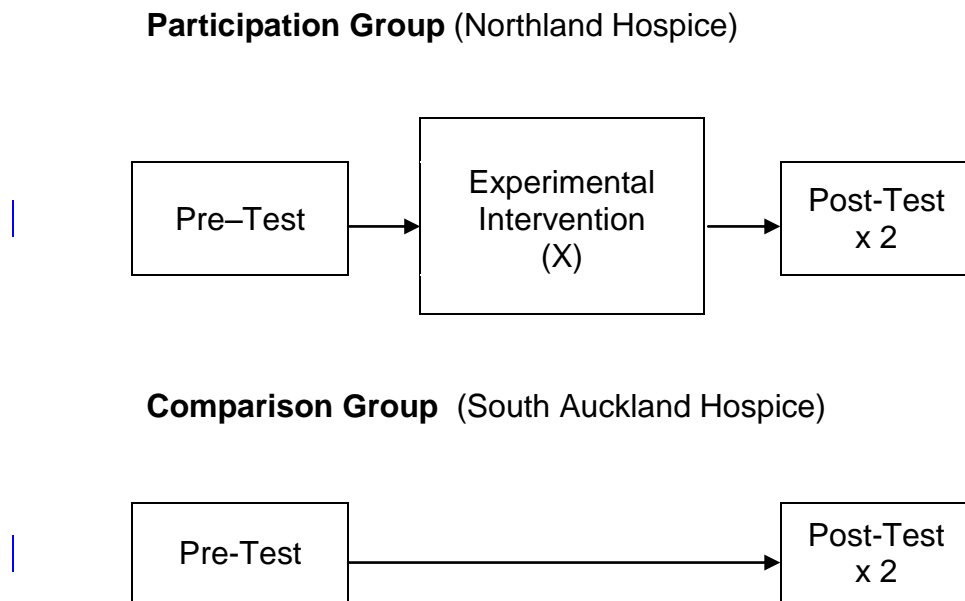 Participation Group (Northland Hospice)
Pre–Test
Experimental
Intervention
(X)
Post-Test
x 2
Comparison Group (South Auckland Hospice)
Pre-Test
Post-Test
x 2